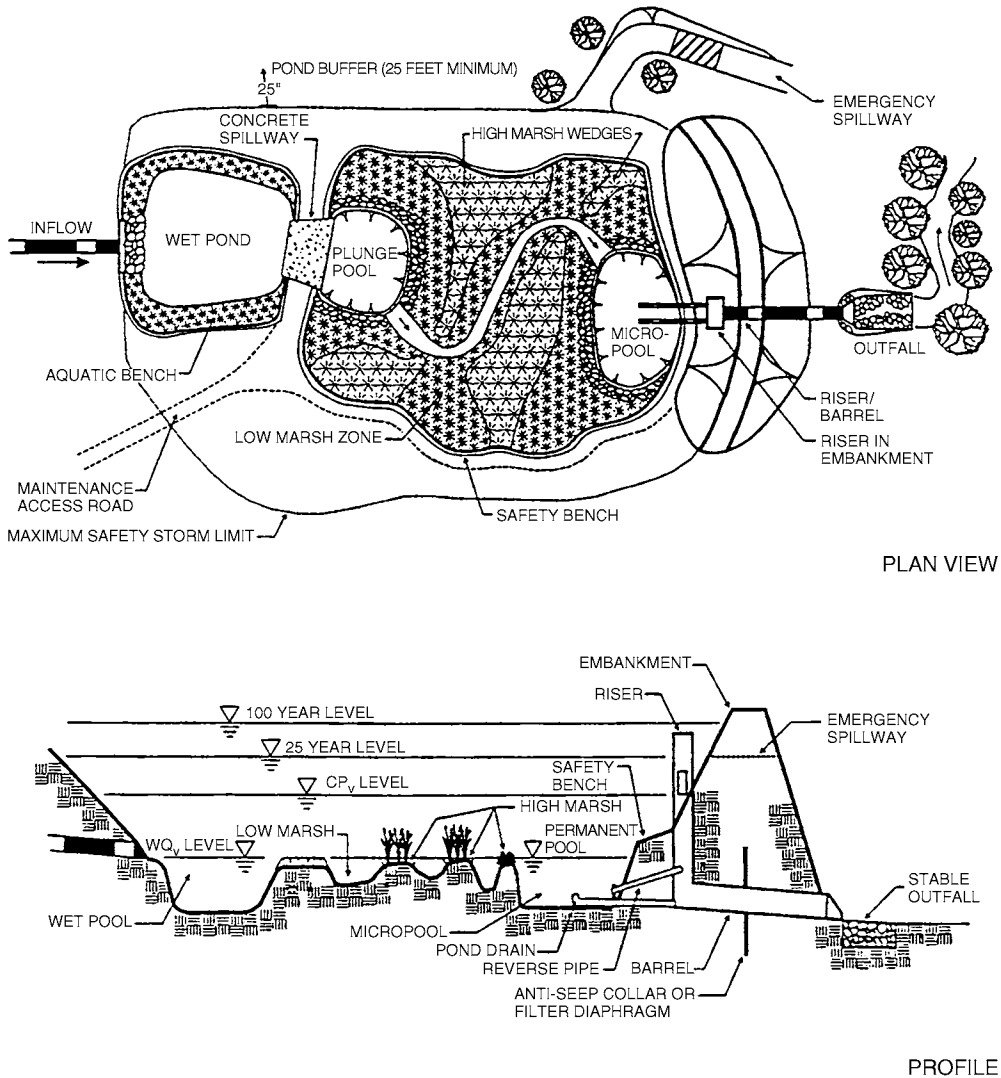 POND BUFFER (25 FEET MINIMUM)
25"
CONCRETE
SPILLWAY
HIGH MARSH WEDGES
EMERGENCY
SPILLWAY
INFLOW
WET POND
PLUNGE
POOL
MICRO-
POOL
OUTFALL
AQUATIC BENCH
RISER/
BARREL
LOW MARSH ZONE
RISER IN
EMBANKMENT
MAINTENANCE
ACCESS ROAD
SAFETY BENCH
MAXIMUM SAFETY STORM LIMIT
PLAN VIEW
EMBANKMENT
RISER
100 YEAR LEVEL
EMERGENCY
SPILLWAY
25 YEAR LEVEL
SAFETY
BENCH
CPv LEVEL
HIGH MARSH
LOW MARSH
PERMANENT
POOL
WQv LEVEL
STABLE
OUTFALL
WET POOL
MICROPOOL
POND DRAIN
REVERSE PIPE
BARREL
ANTI-SEEP COLLAR OR
FILTER DIAPHRAGM
PROFILE